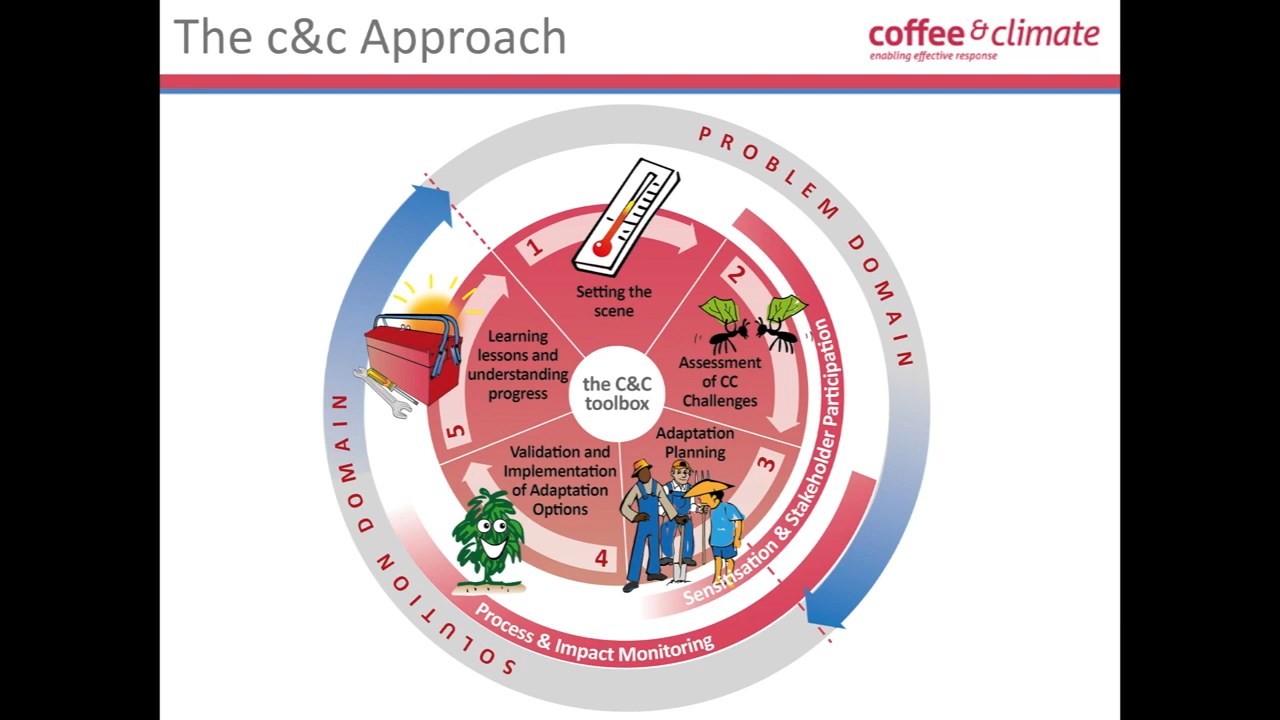 The c&c Approach
coffee & climate
enabling effective response
PROBLEM DOMAIN
1
Setting the
scene
2
Assessment
of CC
Challenges
Sensitisation & Stakeholder Participation
3
Adaptation
Planning
4
Validation and
Implementation
of Adaptation
Options
5
Learning
lessons and
understanding
progress
the C&C
toolbox
Process & Impact Monitoring
SOLUTION DOMAIN